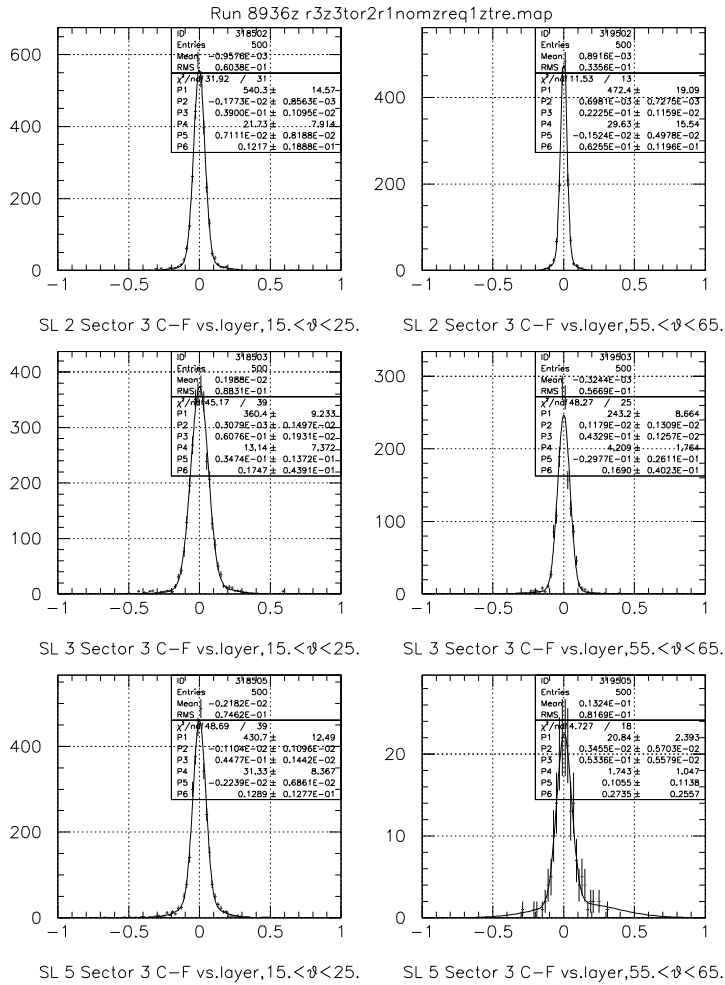 Run 8936z r3z3tor2r1nomzreq1ztre.map
ID 318502
Entries 500
Mean -0.9576E-03
RMS 0.6038E-01
χ²/ndf 31.92 / 31
P1 540.3 ± 14.57
P2 -0.1773E-02 ± 0.8563E-03
P3 0.3900E-01 ± 0.1095E-02
P4 21.73 ± 7.914
P5 0.7111E-02 ± 0.8188E-02
P6 0.1217 ± 0.1888E-01
600
400
200
0
-1 -0.5 0 0.5 1
SL 2 Sector 3 C-F vs.layer,15.<ϑ<25.
ID 319502
Entries 500
Mean 0.8916E-03
RMS 0.3356E-01
χ²/ndf 11.53 / 13
P1 472.4 ± 19.09
P2 0.6981E-03 ± 0.7275E-03
P3 0.2225E-01 ± 0.1159E-02
P4 29.63 ± 15.54
P5 -0.1524E-02 ± 0.4978E-02
P6 0.6255E-01 ± 0.1196E-01
400
200
0
-1 -0.5 0 0.5 1
SL 2 Sector 3 C-F vs.layer,55.<ϑ<65.
ID 318503
Entries 500
Mean 0.1988E-02
RMS 0.8831E-01
χ²/ndf 45.17 / 39
P1 360.4 ± 9.233
P2 0.3079E-03 ± 0.1497E-02
P3 0.6076E-01 ± 0.1931E-02
P4 13.14 ± 7.372
P5 0.3474E-01 ± 0.1372E-01
P6 0.1747 ± 0.4391E-01
400
300
200
100
0
-1 -0.5 0 0.5 1
SL 3 Sector 3 C-F vs.layer,15.<ϑ<25.
ID 319503
Entries 500
Mean -0.3244E-03
RMS 0.5669E-01
χ²/ndf 48.27 / 25
P1 243.2 ± 8.664
P2 0.1179E-02 ± 0.1309E-02
P3 0.4329E-01 ± 0.1257E-02
P4 4.209 ± 1.764
P5 -0.2977E-01 ± 0.2611E-01
P6 0.1690 ± 0.4023E-01
300
200
100
0
-1 -0.5 0 0.5 1
SL 3 Sector 3 C-F vs.layer,55.<ϑ<65.
ID 318505
Entries 500
Mean -0.2182E-02
RMS 0.7462E-01
χ²/ndf 48.69 / 39
P1 430.7 ± 12.49
P2 -0.1104E-02 ± 0.1096E-02
P3 0.4477E-01 ± 0.1442E-02
P4 31.33 ± 8.367
P5 -0.2239E-02 ± 0.6861E-02
P6 0.1289 ± 0.1277E-01
400
200
0
-1 -0.5 0 0.5 1
SL 5 Sector 3 C-F vs.layer,15.<ϑ<25.
ID 319505
Entries 500
Mean 0.1324E-01
RMS 0.8169E-01
χ²/ndf 4.727 / 18
P1 20.84 ± 2.393
P2 0.3455E-02 ± 0.5703E-02
P3 0.5336E-01 ± 0.5579E-02
P4 1.743 ± 1.047
P5 0.1055 ± 0.1138
P6 0.2735 ± 0.2557
20
10
0
-1 -0.5 0 0.5 1
SL 5 Sector 3 C-F vs.layer,55.<ϑ<65.